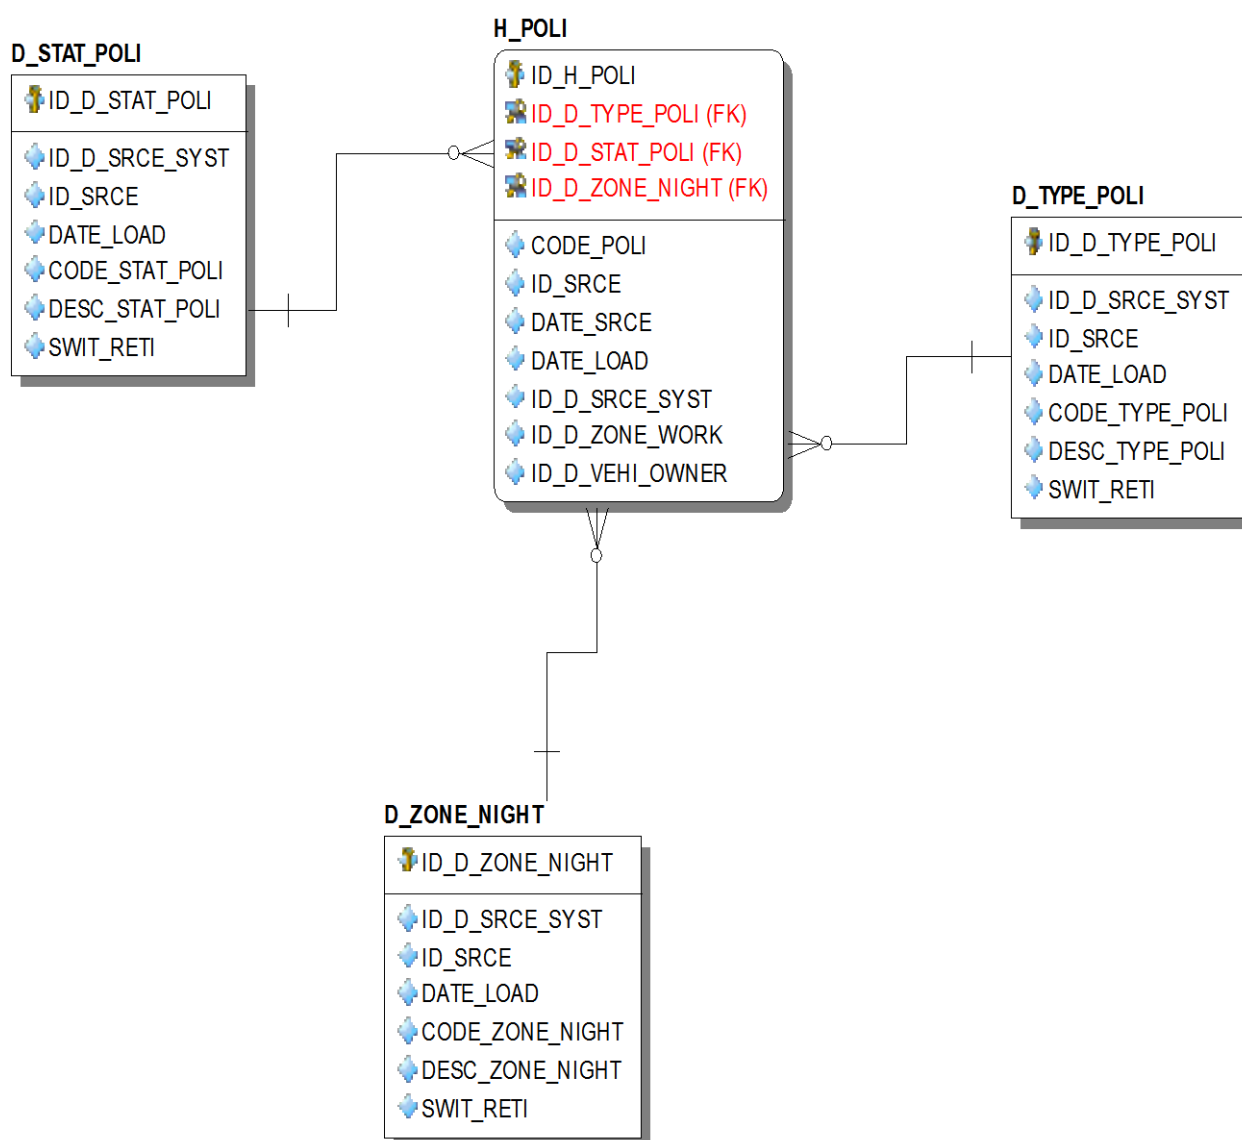 D_STAT_POLI
ID_D_STAT_POLI
ID_D_SRCE_SYST
ID_SRCE
DATE_LOAD
CODE_STAT_POLI
DESC_STAT_POLI
SWIT_RETI
H_POLI
ID_H_POLI
ID_D_TYPE_POLI (FK)
ID_D_STAT_POLI (FK)
ID_D_ZONE_NIGHT (FK)
CODE_POLI
ID_SRCE
DATE_SRCE
DATE_LOAD
ID_D_SRCE_SYST
ID_D_ZONE_WORK
ID_D_VEHI_OWNER
D_TYPE_POLI
ID_D_TYPE_POLI
ID_D_SRCE_SYST
ID_SRCE
DATE_LOAD
CODE_TYPE_POLI
DESC_TYPE_POLI
SWIT_RETI
D_ZONE_NIGHT
ID_D_ZONE_NIGHT
ID_D_SRCE_SYST
ID_SRCE
DATE_LOAD
CODE_ZONE_NIGHT
DESC_ZONE_NIGHT
SWIT_RETI